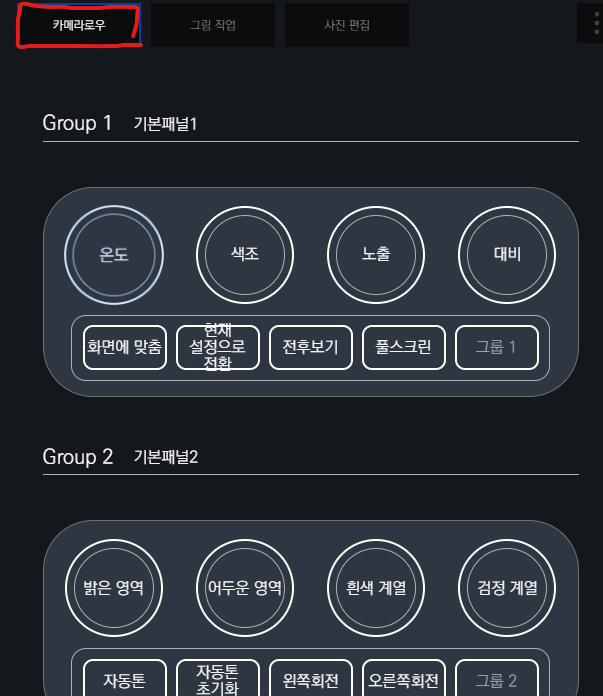 카메라로우 그림 직업 사진 편집
Group 1 기본패널1
온도 색조 노출 대비
화면에 맞춤 현재 설정으로 전환 전후보기 풀스크린 그룹 1
Group 2 기본패널2
밝은 영역 어두운 영역 흰색 계열 검정 계열
자동톤 자동톤 초기화 왼쪽회전 오른쪽회전 그룹 2